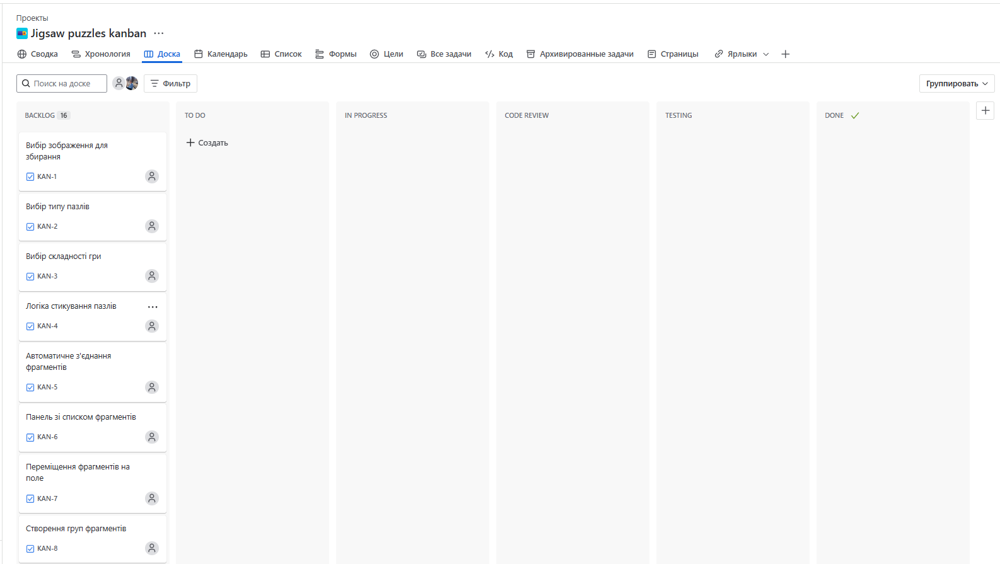 Проекты
Jigsaw puzzles kanban
Сводка
Хронология
Доска
Календарь
Список
Формы
Цели
Все задачи
Код
Архивированные задачи
Страницы
Ярлыки
Поиск на доске
Фильтр
Группировать
BACKLOG 16
Вибір зображення для
збирання
KAN-1
Вибір типу пазлів
KAN-2
Вибір складності гри
KAN-3
Логіка стикування пазлів
KAN-4
Автоматичне з'єднання
фрагментів
KAN-5
Панель зі списком фрагментів
KAN-6
Переміщення фрагментів на
поле
KAN-7
Створення груп фрагментів
KAN-8
TO DO
Создать
IN PROGRESS
CODE REVIEW
TESTING
DONE